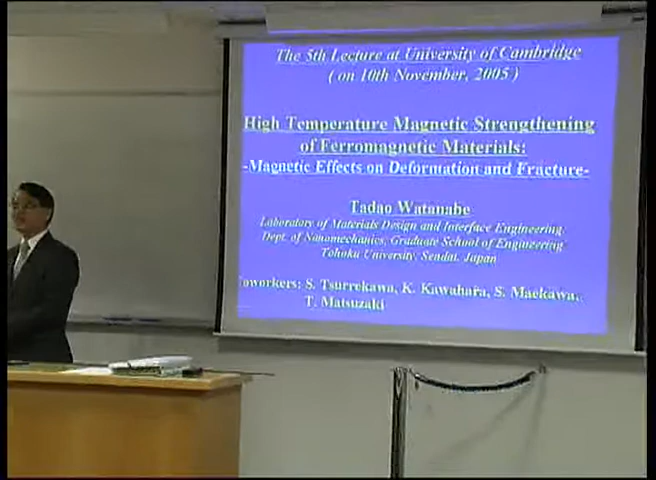 The 5th Lecture at University of Cambridge
( on 10th November, 2005 )
High Temperature Magnetic Strengthening
of Ferromagnetic Materials:
-Magnetic Effects on Deformation and Fracture-
Tadao Watanabe
Laboratory of Materials Design and Interface Engineering,
Dept. of Nanomechanics, Graduate School of Engineering
Tohoku University, Sendai, Japan
Coworkers: S. Tsurrekawa, K. Kawahara, S. Maekawa,
T. Matsuzaki